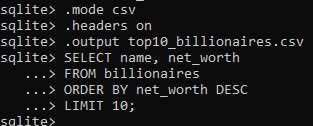 sqlite> .mode csv
sqlite> .headers on
sqlite> .output top10_billionaires.csv
sqlite> SELECT name, net_worth
   ...> FROM billionaires
   ...> ORDER BY net_worth DESC
   ...> LIMIT 10;
sqlite>